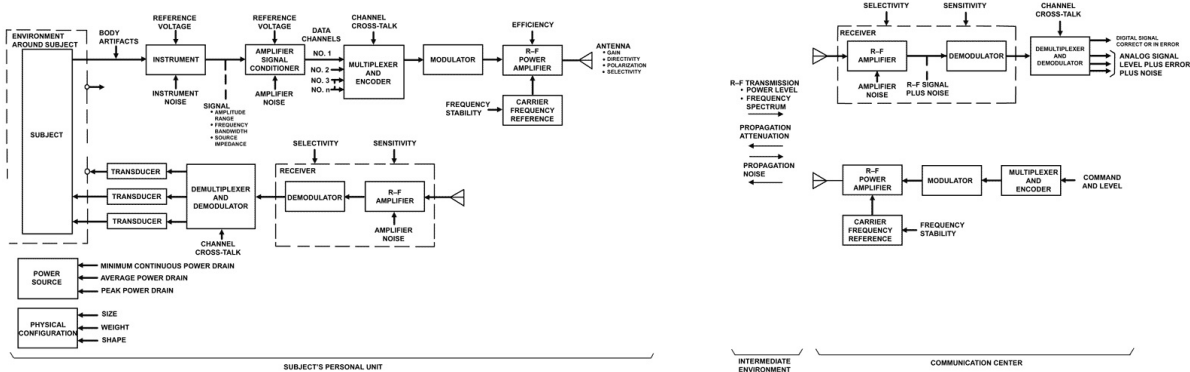 ENVIRONMENT
AROUND SUBJECT
BODY
ARTIFACTS
REFERENCE
VOLTAGE
REFERENCE
VOLTAGE
DATA
CHANNELS
CHANNEL
CROSS-TALK
EFFICIENCY
INSTRUMENT
AMPLIFIER
SIGNAL
CONDITIONER
NO. 1
NO. 2
NO. 3
NO. n
MULTIPLEXER
AND
ENCODER
MODULATOR
R–F
POWER
AMPLIFIER
ANTENNA
• GAIN
• DIRECTIVITY
• POLARIZATION
• SELECTIVITY
INSTRUMENT
NOISE
SIGNAL
• AMPLITUDE
RANGE
• FREQUENCY
BANDWIDTH
• SOURCE
IMPEDANCE
AMPLIFIER
NOISE
FREQUENCY
STABILITY
CARRIER
FREQUENCY
REFERENCE
SUBJECT
SELECTIVITY
SENSITIVITY
RECEIVER
TRANSDUCER
TRANSDUCER
TRANSDUCER
DEMULTIPLEXER
AND
DEMODULATOR
DEMODULATOR
R–F
AMPLIFIER
AMPLIFIER
NOISE
CHANNEL
CROSS-TALK
POWER
SOURCE
MINIMUM CONTINUOUS POWER DRAIN
AVERAGE POWER DRAIN
PEAK POWER DRAIN
PHYSICAL
CONFIGURATION
SIZE
WEIGHT
SHAPE
SUBJECT'S PERSONAL UNIT
R–F TRANSMISSION
• POWER LEVEL
• FREQUENCY
SPECTRUM
PROPAGATION
ATTENUATION
PROPAGATION
NOISE
INTERMEDIATE
ENVIRONMENT
SELECTIVITY
SENSITIVITY
CHANNEL
CROSS-TALK
RECEIVER
R–F
AMPLIFIER
DEMODULATOR
DEMULTIPLEXER
AND
DEMODULATOR
DIGITAL SIGNAL
CORRECT OR IN ERROR
ANALOG SIGNAL
LEVEL PLUS ERROR
PLUS NOISE
AMPLIFIER
NOISE
R–F SIGNAL
PLUS NOISE
R–F
POWER
AMPLIFIER
MODULATOR
MULTIPLEXER
AND
ENCODER
COMMAND
AND LEVEL
CARRIER
FREQUENCY
REFERENCE
FREQUENCY
STABILITY
COMMUNICATION CENTER